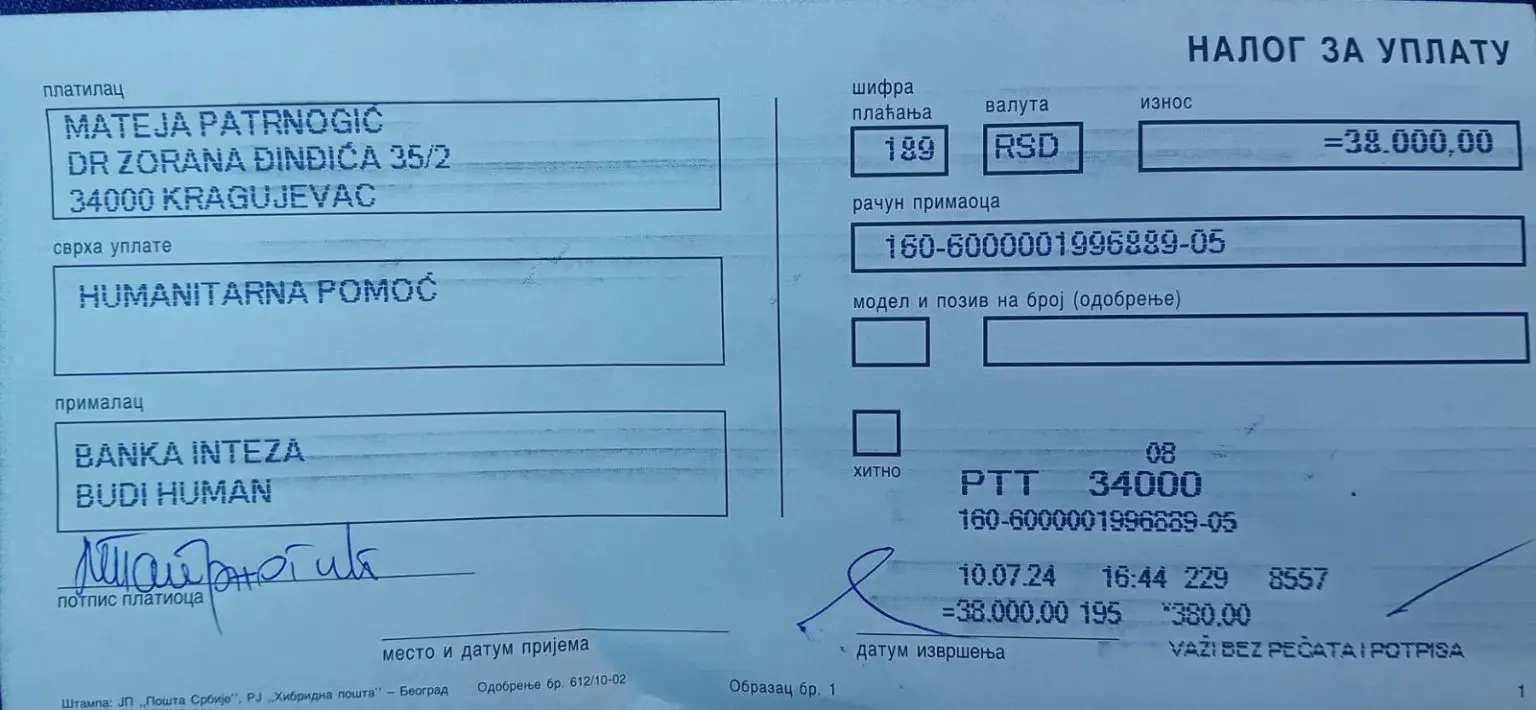 НАЛОГ ЗА УПЛАТУ
платилац
MATEJA PATRNOGIĆ
DR ZORANA ĐINĐIĆA 35/2
34000 KRAGUJEVAC
сврха уплате
HUMANITARNA POMOĆ
прималац
BANKA INTEZA
BUDI HUMAN
потпис платиоца
место и датум пријема
шифра
плаћања
валута
износ
189
RSD
=38.000,00
рачун примаоца
160-6000001996889-05
модел и позив на број (одобрење)
хитно
08
PTT 34000
160-6000001996889-05
10.07.24 16:44 229 8557
=38.000,00 195 *380,00
датум извршења
VAŽI BEZ PEČATA I POTPISA
Штампа: ЈП „Пошта Србије", РЈ „Хибридна пошта" – Београд
Одобрење бр. 612/10-02
Образац бр. 1
1